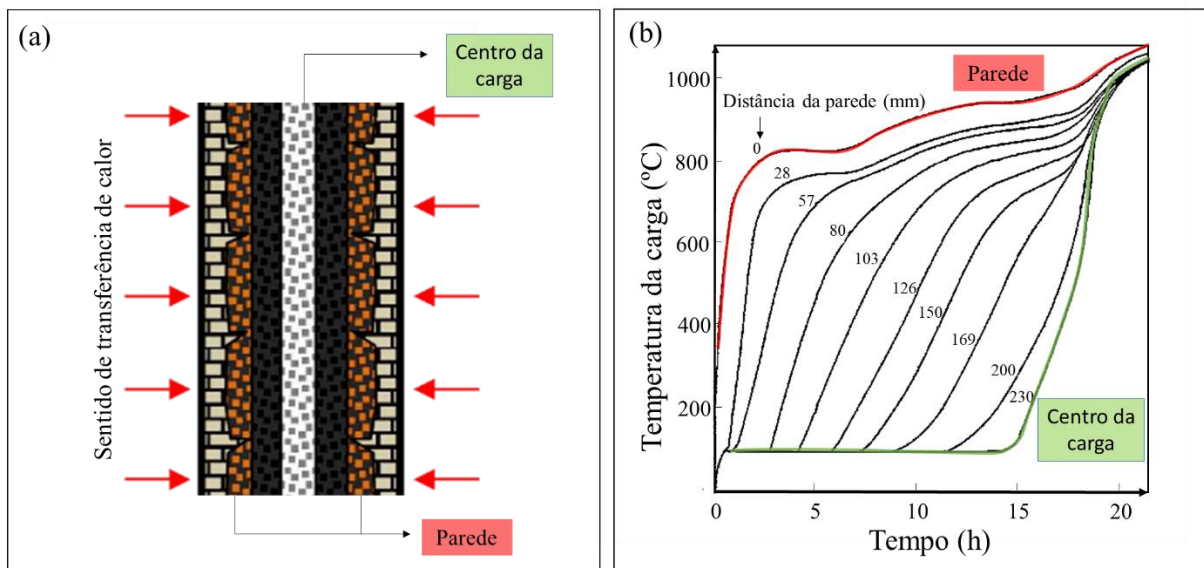 (a)
Centro da
carga
Sentido de transferência de calor
Parede
(b)
Temperatura da carga (ºC)
1000
800
600
400
200
0
Parede
Distância da parede (mm)
0
28
57
80
103
126
150
169
200
230
Centro da
carga
0
5
10
15
20
Tempo (h)